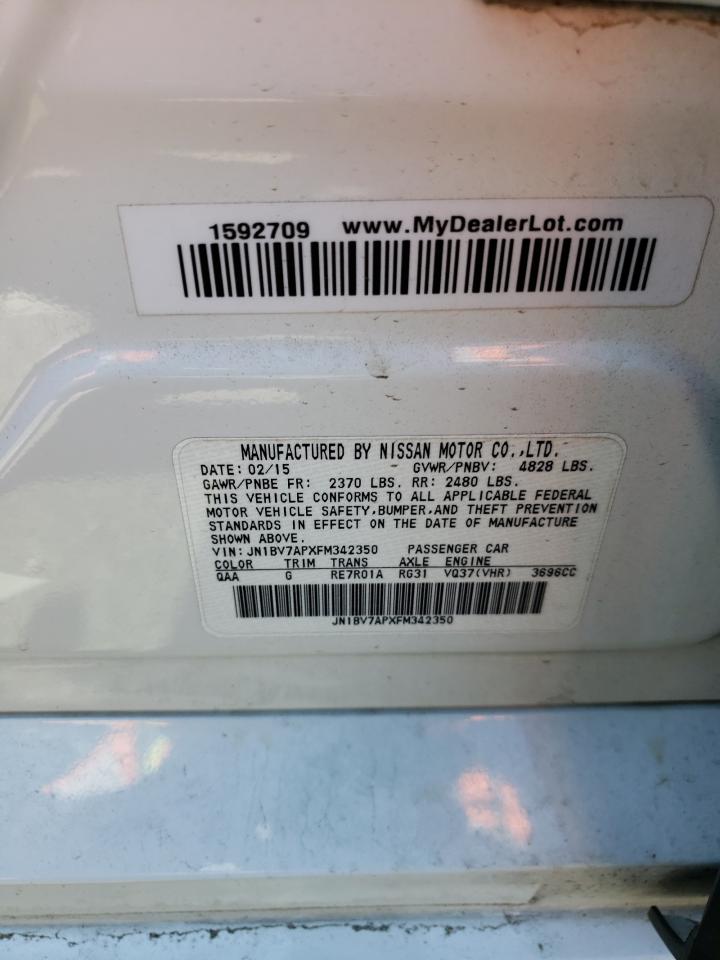 1592709 www.MyDealerLot.com
MANUFACTURED BY NISSAN MOTOR CO.,LTD.
DATE: 02/15 GVWR/PNBV: 4828 LBS.
GAWR/PNBE FR: 2370 LBS. RR: 2480 LBS.
THIS VEHICLE CONFORMS TO ALL APPLICABLE FEDERAL
MOTOR VEHICLE SAFETY,BUMPER,AND THEFT PREVENTION
STANDARDS IN EFFECT ON THE DATE OF MANUFACTURE
SHOWN ABOVE.
VIN: JN1BV7APXFM342350 PASSENGER CAR
COLOR TRIM TRANS AXLE ENGINE
QAA G RE7R01A RG31 VQ37(VHR) 3696CC
JN1BV7APXFM342350